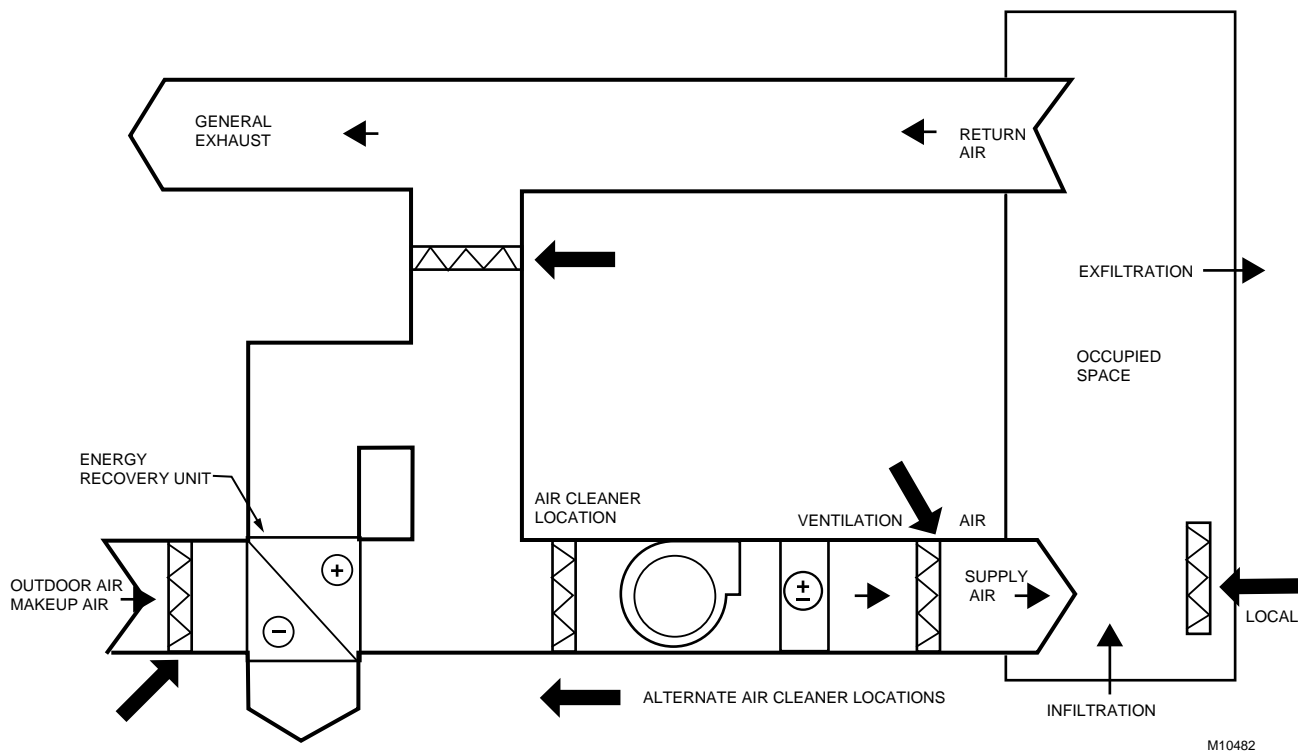 GENERAL
EXHAUST
RETURN
AIR
EXFILTRATION
OCCUPIED
SPACE
ENERGY
RECOVERY UNIT
AIR CLEANER
LOCATION
VENTILATION AIR
OUTDOOR AIR
MAKEUP AIR
+
−
±
SUPPLY
AIR
LOCAL
ALTERNATE AIR CLEANER LOCATIONS
INFILTRATION
M10482